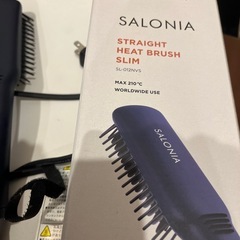 SALONIA
STRAIGHT
HEAT BRUSH
SLIM
MAX 210°C
WORLDWIDE USE
SALONIA